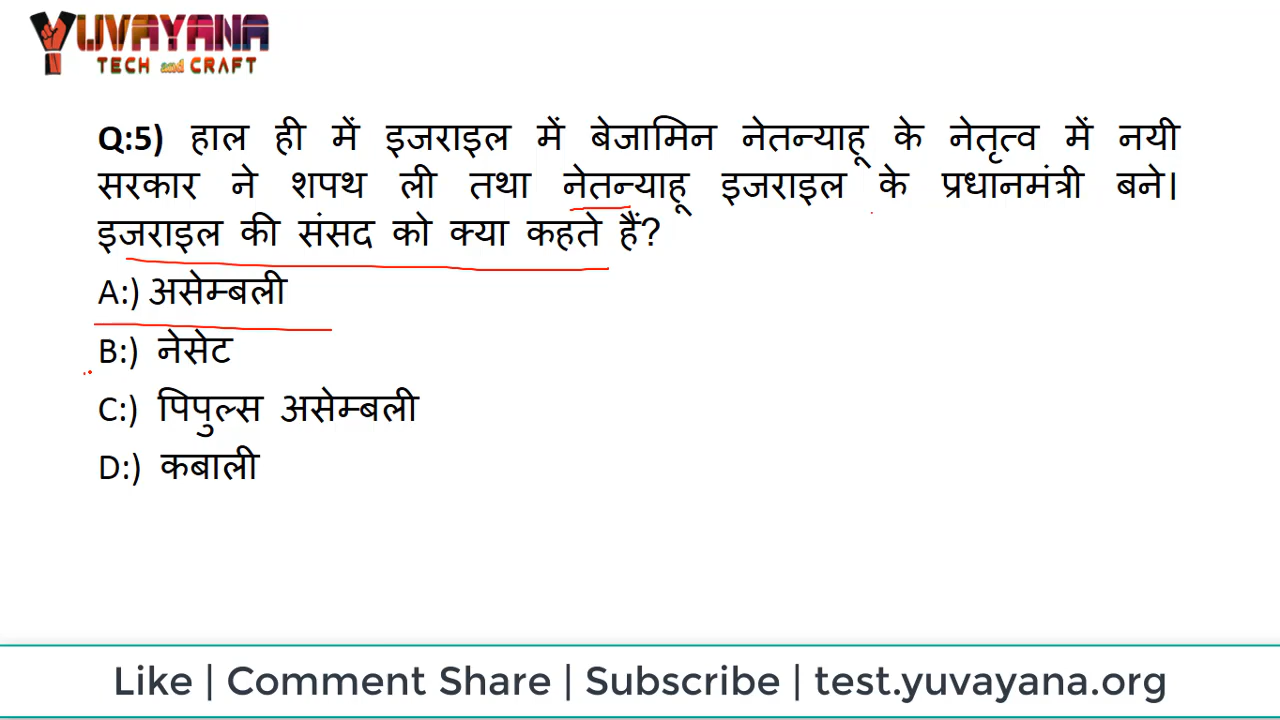 YUVAYANA
TECH and CRAFT
Q:5) हाल ही में इजराइल में बेजामिन नेतन्याहू के नेतृत्व में नयी
सरकार ने शपथ ली तथा नेतन्याहू इजराइल के प्रधानमंत्री बने।
इजराइल की संसद को क्या कहते हैं?
A:) असेम्बली
B:) नेसेट
C:) पिपुल्स असेम्बली
D:) कबाली
Like | Comment Share | Subscribe | test.yuvayana.org